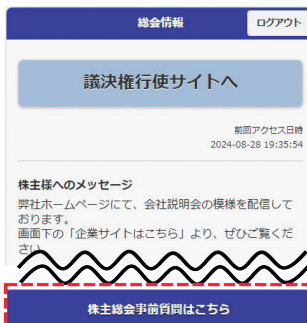 総会情報
ログアウト
議決権行使サイトへ
前回アクセス日時
2024-08-28 19:35:54
株主様へのメッセージ
弊社ホームページにて、会社説明会の模様を配信して
おります。
画面下の「企業サイトはこちら」より、ぜひご覧くだ
さい
株主総会事前質問はこちら